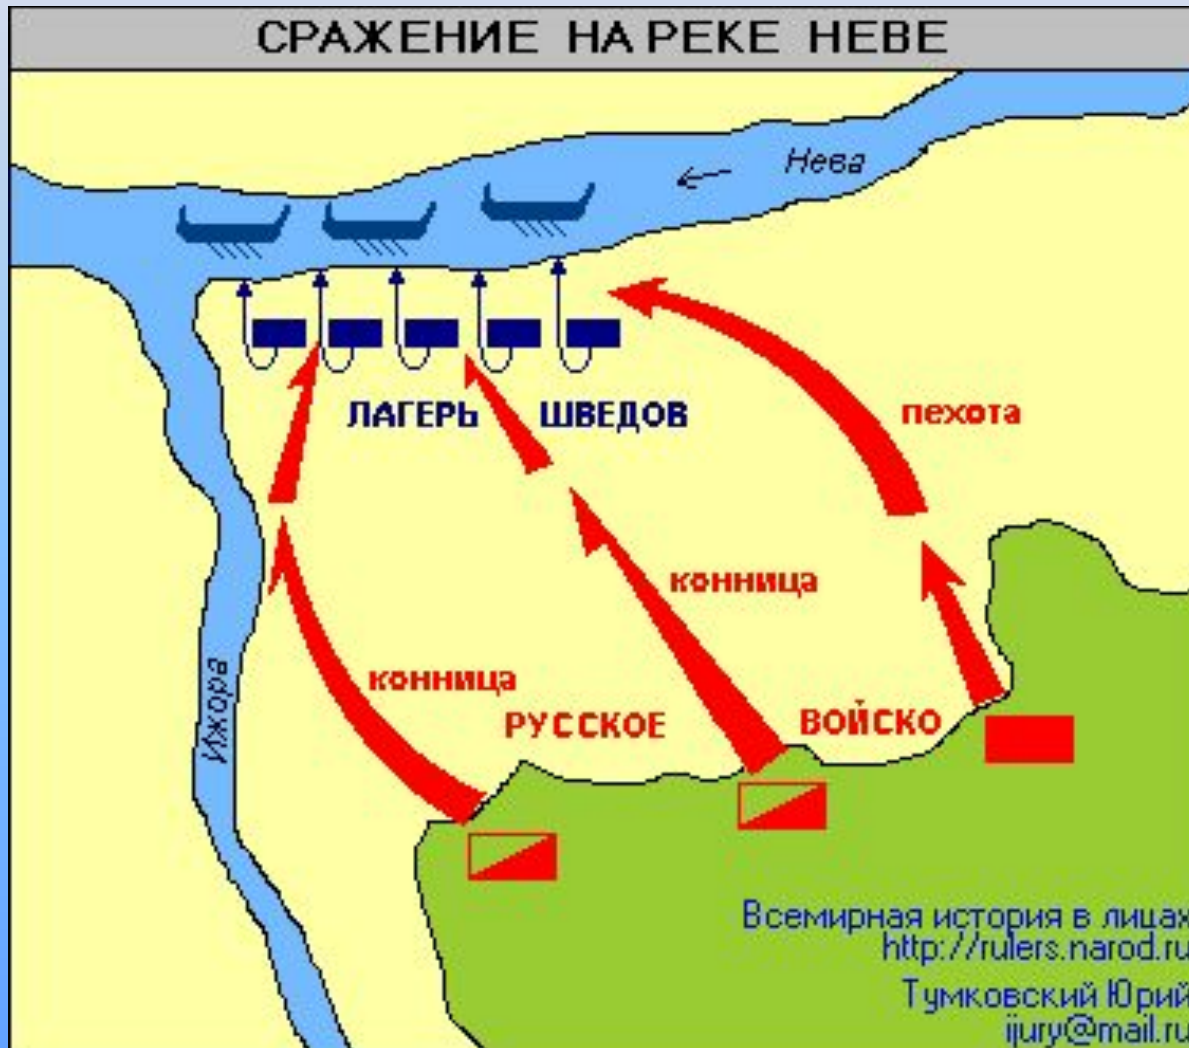 СРАЖЕНИЕ НА РЕКЕ НЕВЕ
Нева
ЛАГЕРЬ ШВЕДОВ
пехота
конница
конница
Ижора
РУССКОЕ ВОЙСКО
Всемирная история в лицах
http://rulers.narod.ru
Тумковский Юрий
ijury@mail.ru